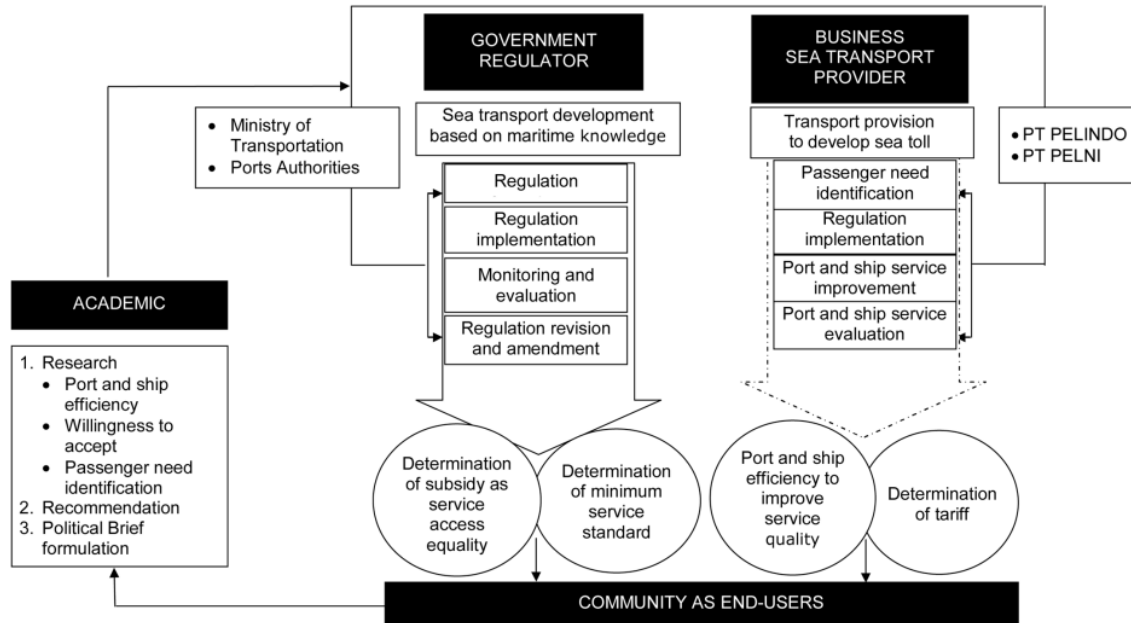 GOVERNMENT
REGULATOR
BUSINESS
SEA TRANSPORT
PROVIDER
• Ministry of
Transportation
• Ports Authorities
Sea transport development
based on maritime knowledge
Transport provision
to develop sea toll
• PT PELINDO
• PT PELNI
Regulation
Regulation
implementation
Monitoring and
evaluation
Regulation revision
and amendment
Passenger need
identification
Regulation
implementation
Port and ship service
improvement
Port and ship service
evaluation
ACADEMIC
1. Research
• Port and ship
efficiency
• Willingness to
accept
• Passenger need
identification
2. Recommendation
3. Political Brief
formulation
Determination
of subsidy as
service
access
equality
Determination
of minimum
service
standard
Port and ship
efficiency to
improve
service
quality
Determination
of tariff
COMMUNITY AS END-USERS